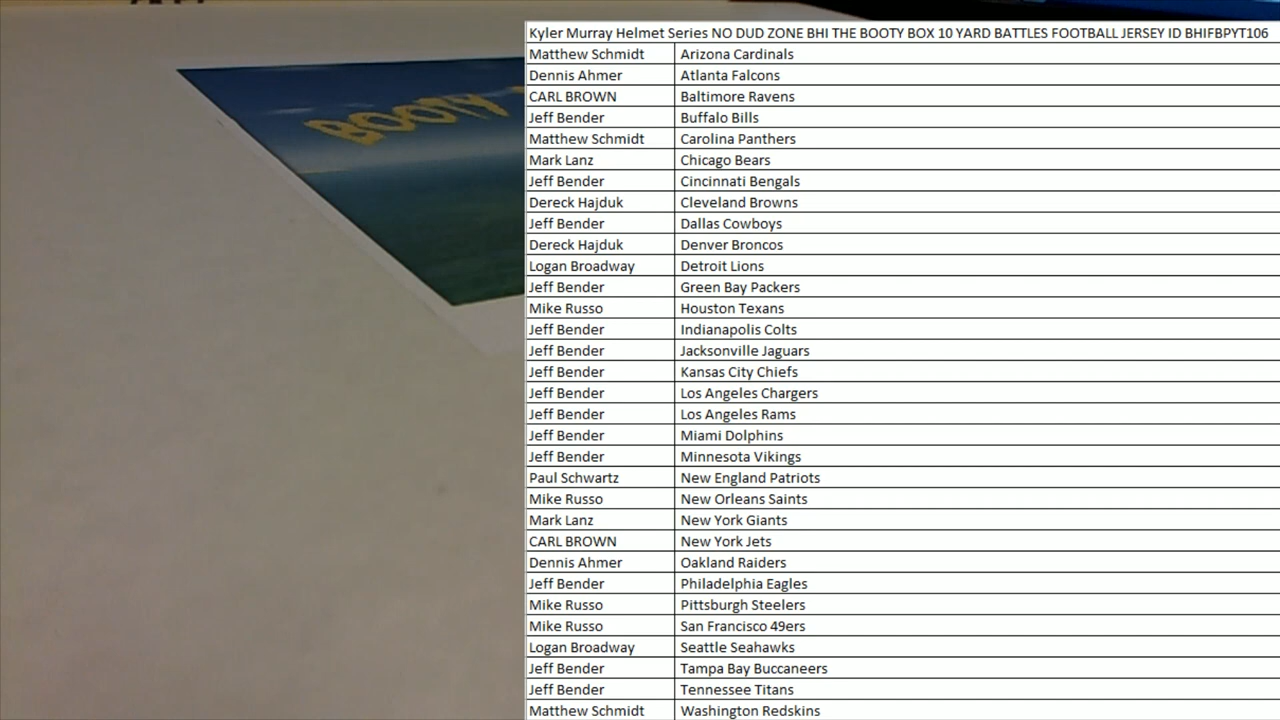 Kyler Murray Helmet Series NO DUD ZONE BHI THE BOOTY BOX 10 YARD BATTLES FOOTBALL JERSEY ID BHIFBPYT106
Matthew Schmidt Arizona Cardinals
Dennis Ahmer Atlanta Falcons
CARL BROWN Baltimore Ravens
Jeff Bender Buffalo Bills
Matthew Schmidt Carolina Panthers
Mark Lanz Chicago Bears
Jeff Bender Cincinnati Bengals
Dereck Hajduk Cleveland Browns
Jeff Bender Dallas Cowboys
Dereck Hajduk Denver Broncos
Logan Broadway Detroit Lions
Jeff Bender Green Bay Packers
Mike Russo Houston Texans
Jeff Bender Indianapolis Colts
Jeff Bender Jacksonville Jaguars
Jeff Bender Kansas City Chiefs
Jeff Bender Los Angeles Chargers
Jeff Bender Los Angeles Rams
Jeff Bender Miami Dolphins
Jeff Bender Minnesota Vikings
Paul Schwartz New England Patriots
Mike Russo New Orleans Saints
Mark Lanz New York Giants
CARL BROWN New York Jets
Dennis Ahmer Oakland Raiders
Jeff Bender Philadelphia Eagles
Mike Russo Pittsburgh Steelers
Mike Russo San Francisco 49ers
Logan Broadway Seattle Seahawks
Jeff Bender Tampa Bay Buccaneers
Jeff Bender Tennessee Titans
Matthew Schmidt Washington Redskins
BOOTY